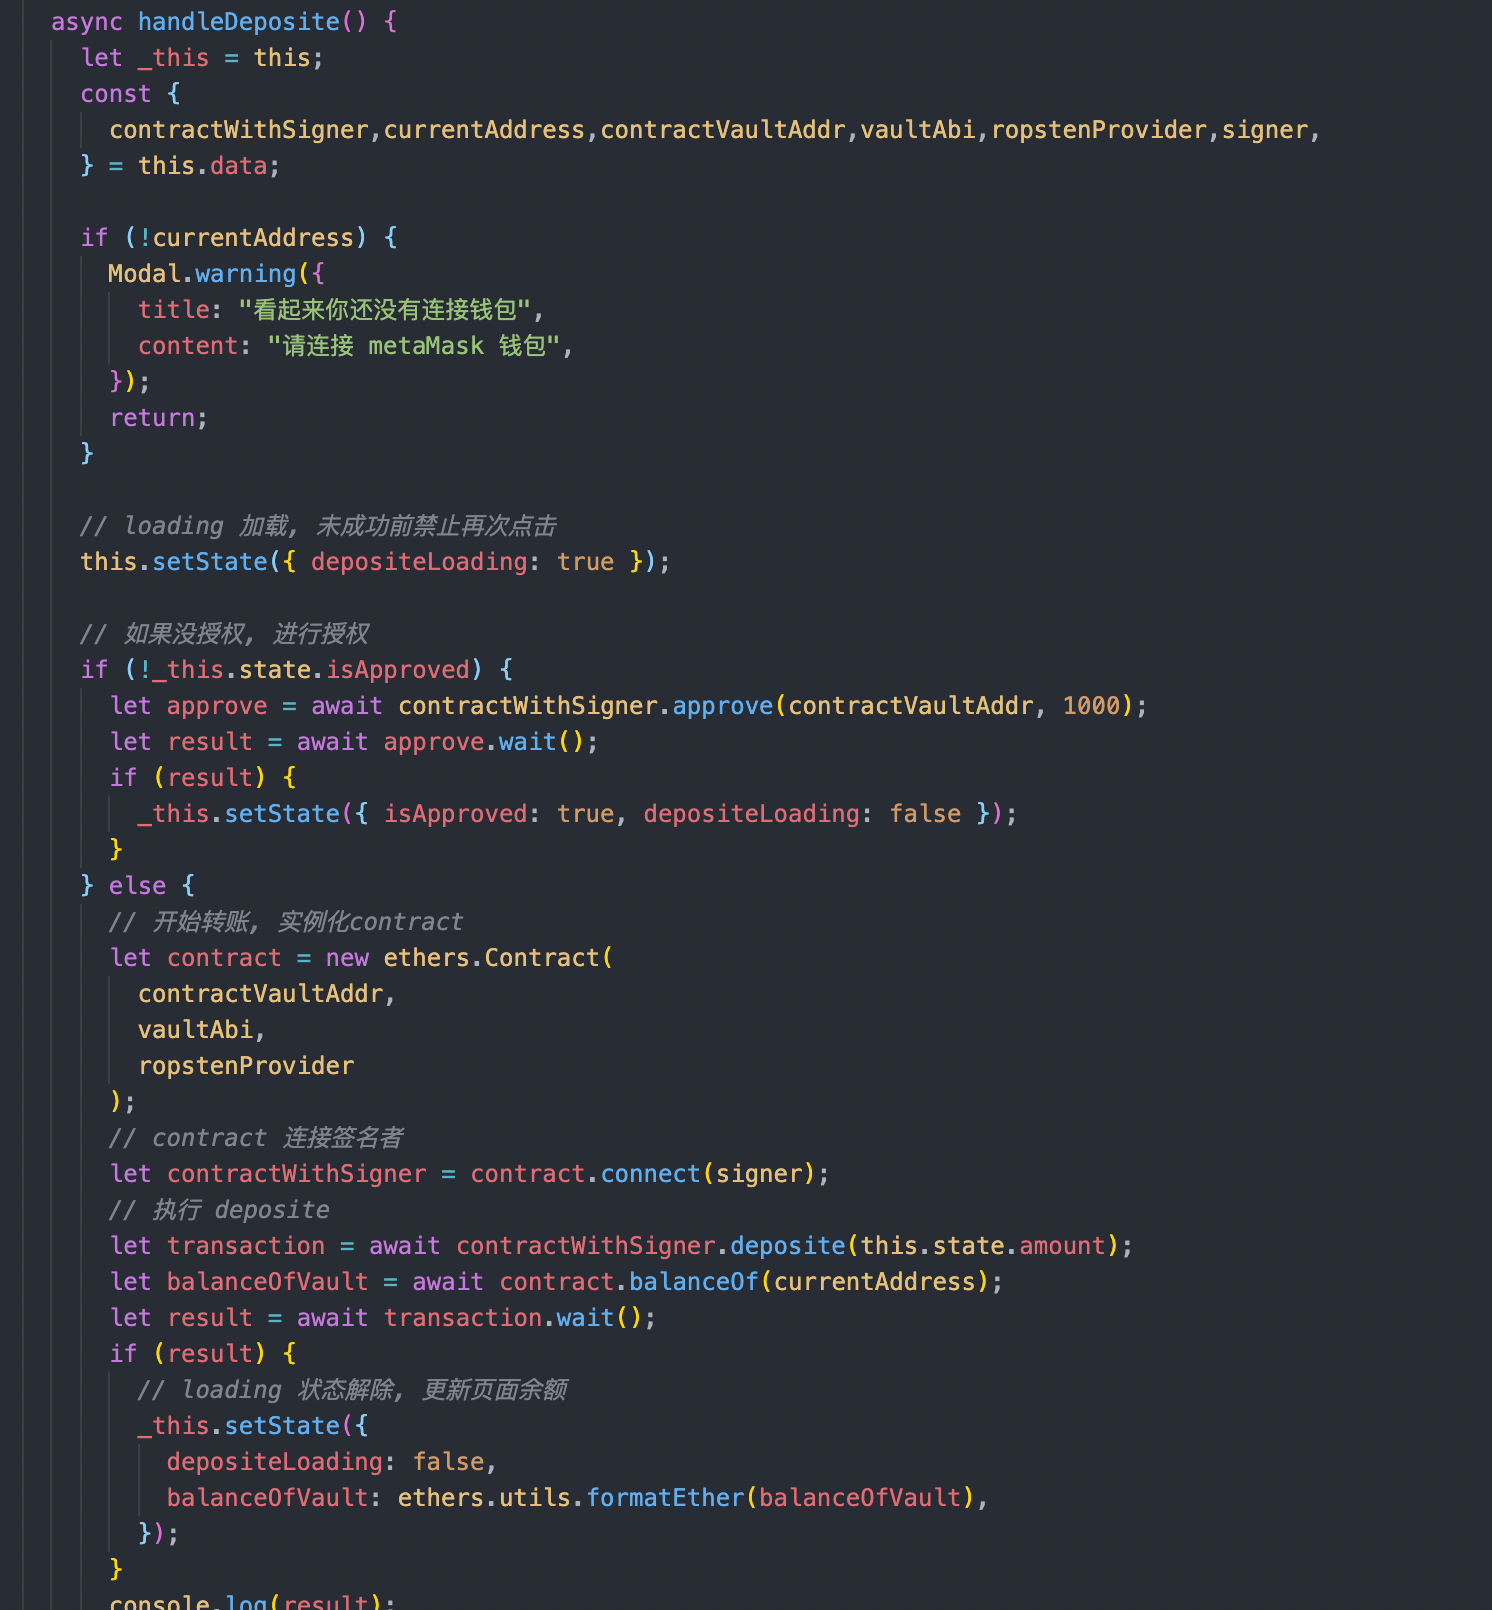 async handleDeposite() {
let _this = this;
const {
contractWithSigner,currentAddress,contractVaultAddr,vaultAbi,ropstenProvider,signer,
} = this.data;
if (!currentAddress) {
Modal.warning({
title: "看起来你还没有连接钱包",
content: "请连接 metaMask 钱包",
});
return;
}
// loading 加载, 未成功前禁止再次点击
this.setState({ depositeLoading: true });
// 如果没授权, 进行授权
if (!_this.state.isApproved) {
let approve = await contractWithSigner.approve(contractVaultAddr, 1000);
let result = await approve.wait();
if (result) {
_this.setState({ isApproved: true, depositeLoading: false });
}
} else {
// 开始转账, 实例化contract
let contract = new ethers.Contract(
contractVaultAddr,
vaultAbi,
ropstenProvider
);
// contract 连接签名者
let contractWithSigner = contract.connect(signer);
// 执行 deposite
let transaction = await contractWithSigner.deposite(this.state.amount);
let balanceOfVault = await contract.balanceOf(currentAddress);
let result = await transaction.wait();
if (result) {
// loading 状态解除, 更新页面余额
_this.setState({
depositeLoading: false,
balanceOfVault: ethers.utils.formatEther(balanceOfVault),
});
}
console.log(result);